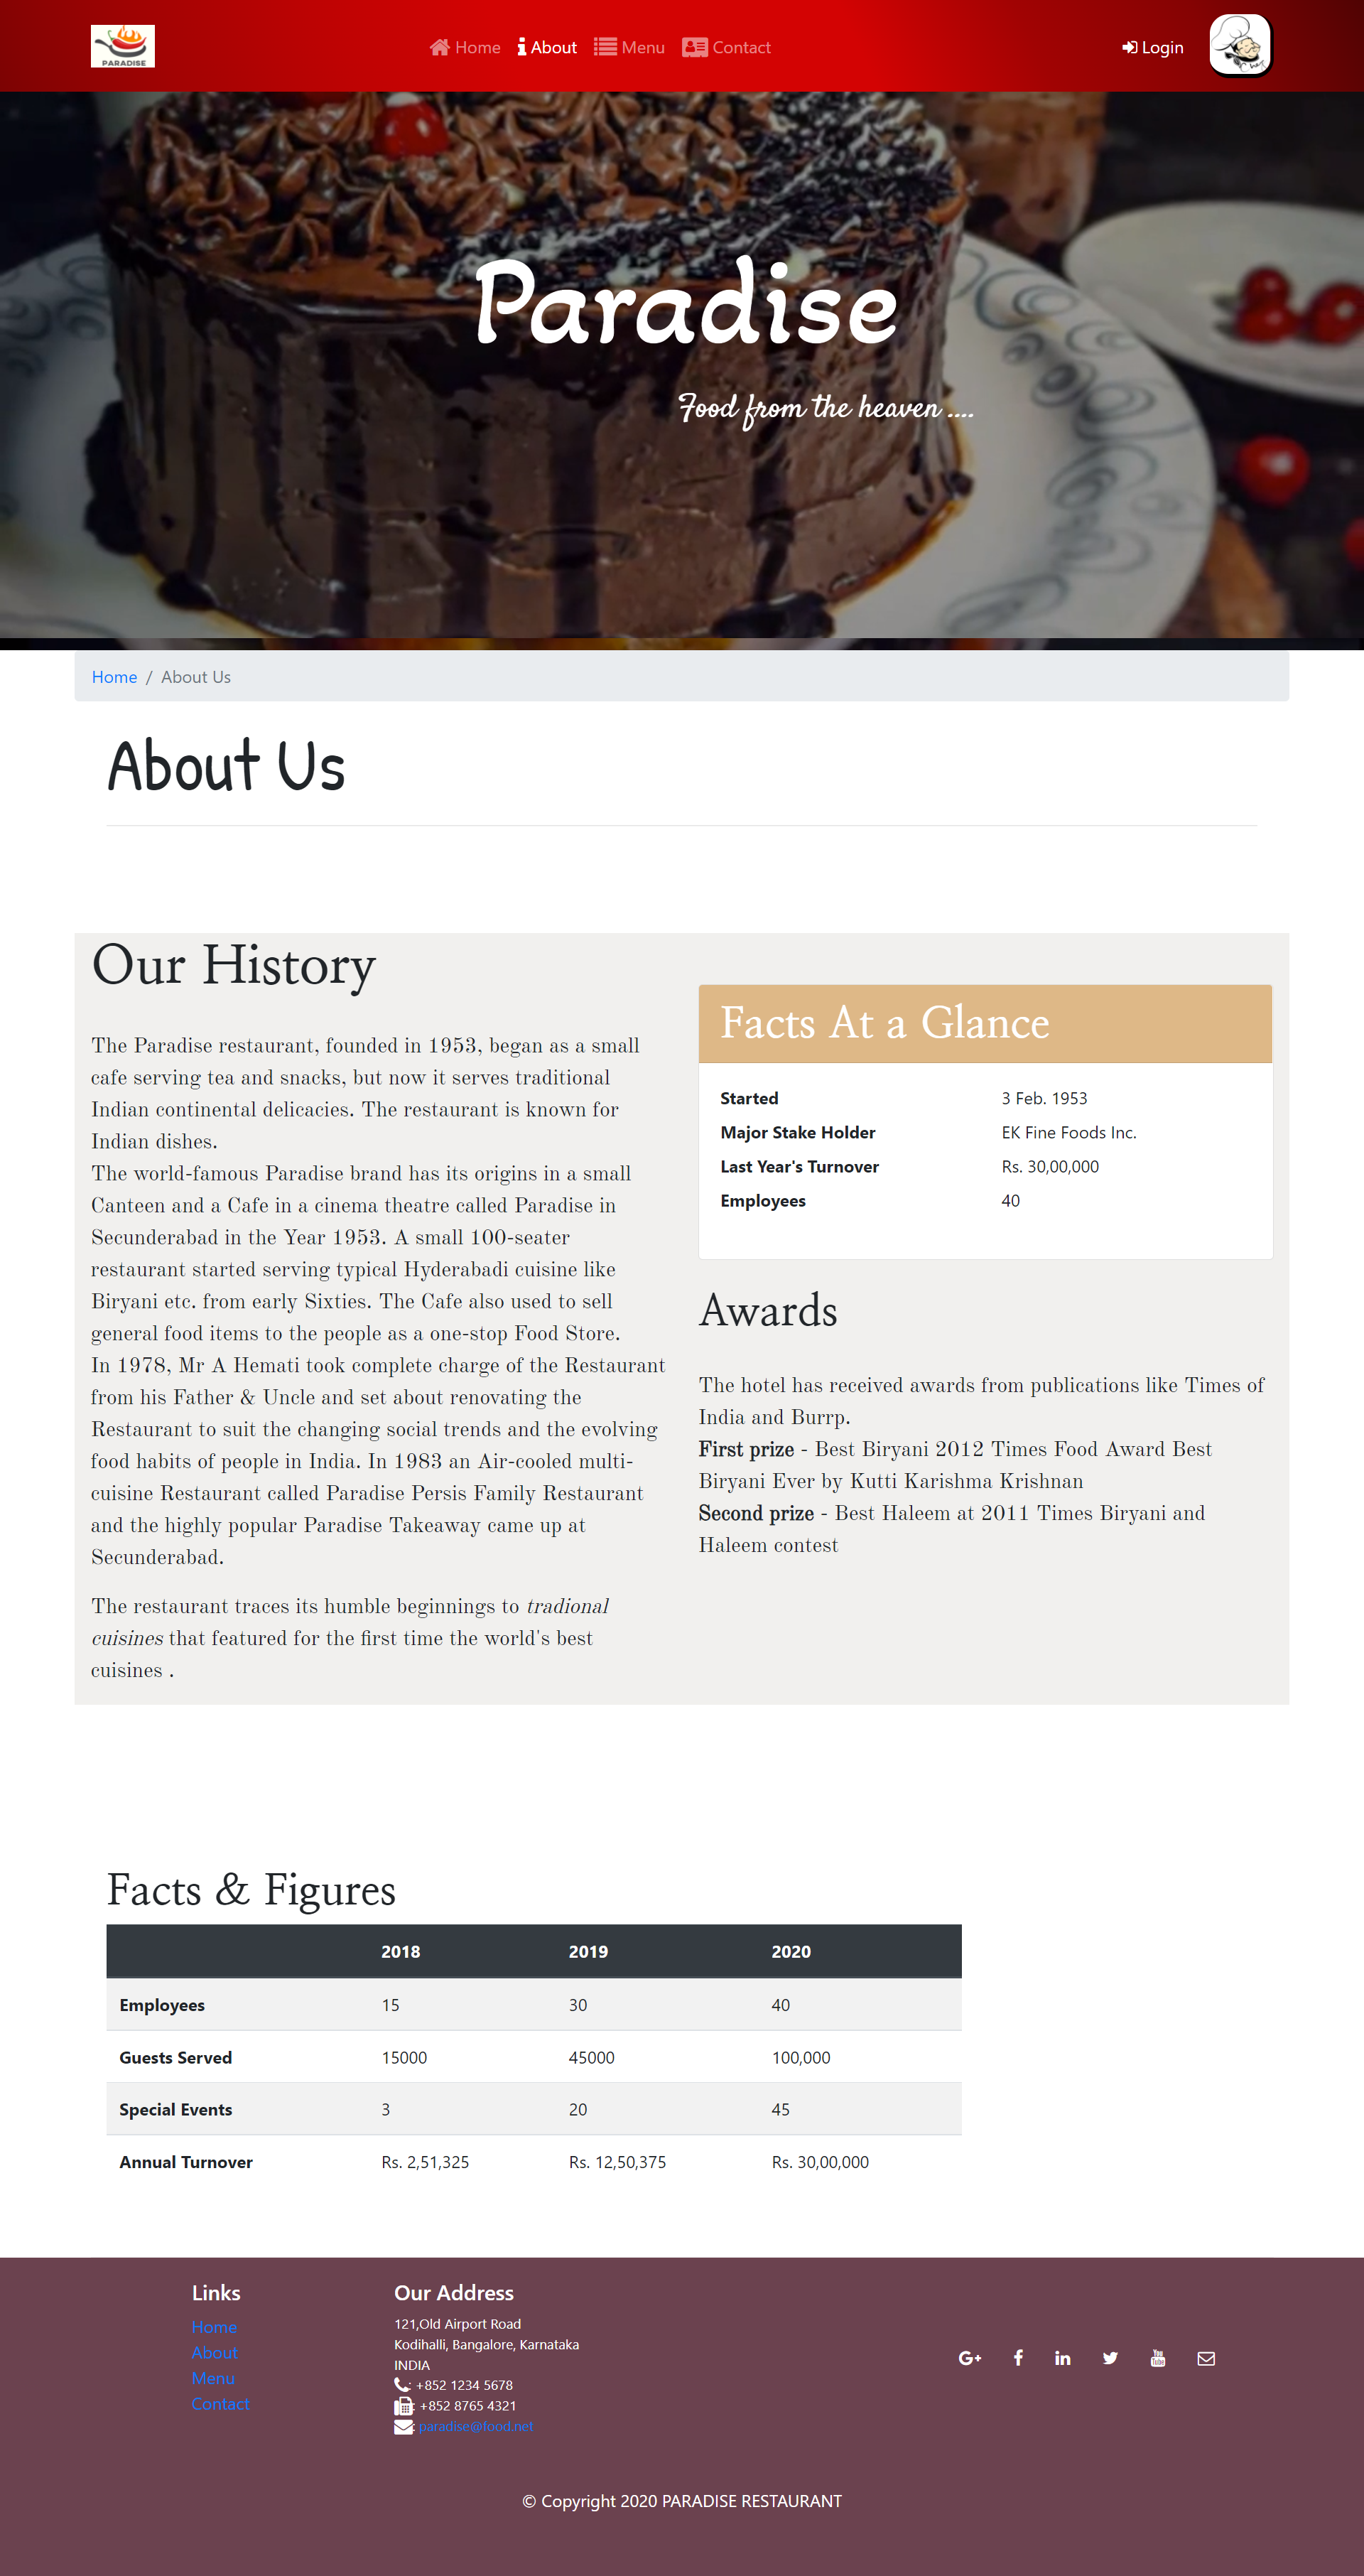 PARADISE
Home
About
Menu
Contact
Login
Chef
Paradise
Food from the heaven ....
Home / About Us
About Us
Our History
The Paradise restaurant, founded in 1953, began as a small
cafe serving tea and snacks, but now it serves traditional
Indian continental delicacies. The restaurant is known for
Indian dishes.
The world-famous Paradise brand has its origins in a small
Canteen and a Cafe in a cinema theatre called Paradise in
Secunderabad in the Year 1953. A small 100-seater
restaurant started serving typical Hyderabadi cuisine like
Biryani etc. from early Sixties. The Cafe also used to sell
general food items to the people as a one-stop Food Store.
In 1978, Mr A Hemati took complete charge of the Restaurant
from his Father & Uncle and set about renovating the
Restaurant to suit the changing social trends and the evolving
food habits of people in India. In 1983 an Air-cooled multi-
cuisine Restaurant called Paradise Persis Family Restaurant
and the highly popular Paradise Takeaway came up at
Secunderabad.
The restaurant traces its humble beginnings to tradional
cuisines that featured for the first time the world's best
cuisines .
Facts At a Glance
Started 3 Feb. 1953
Major Stake Holder EK Fine Foods Inc.
Last Year's Turnover Rs. 30,00,000
Employees 40
Awards
The hotel has received awards from publications like Times of
India and Burrp.
First prize - Best Biryani 2012 Times Food Award Best
Biryani Ever by Kutti Karishma Krishnan
Second prize - Best Haleem at 2011 Times Biryani and
Haleem contest
Facts & Figures
2018 2019 2020
Employees 15 30 40
Guests Served 15000 45000 100,000
Special Events 3 20 45
Annual Turnover Rs. 2,51,325 Rs. 12,50,375 Rs. 30,00,000
Links
Home
About
Menu
Contact
Our Address
121,Old Airport Road
Kodihalli, Bangalore, Karnataka
INDIA
: +852 1234 5678
: +852 8765 4321
: paradise@food.net
© Copyright 2020 PARADISE RESTAURANT